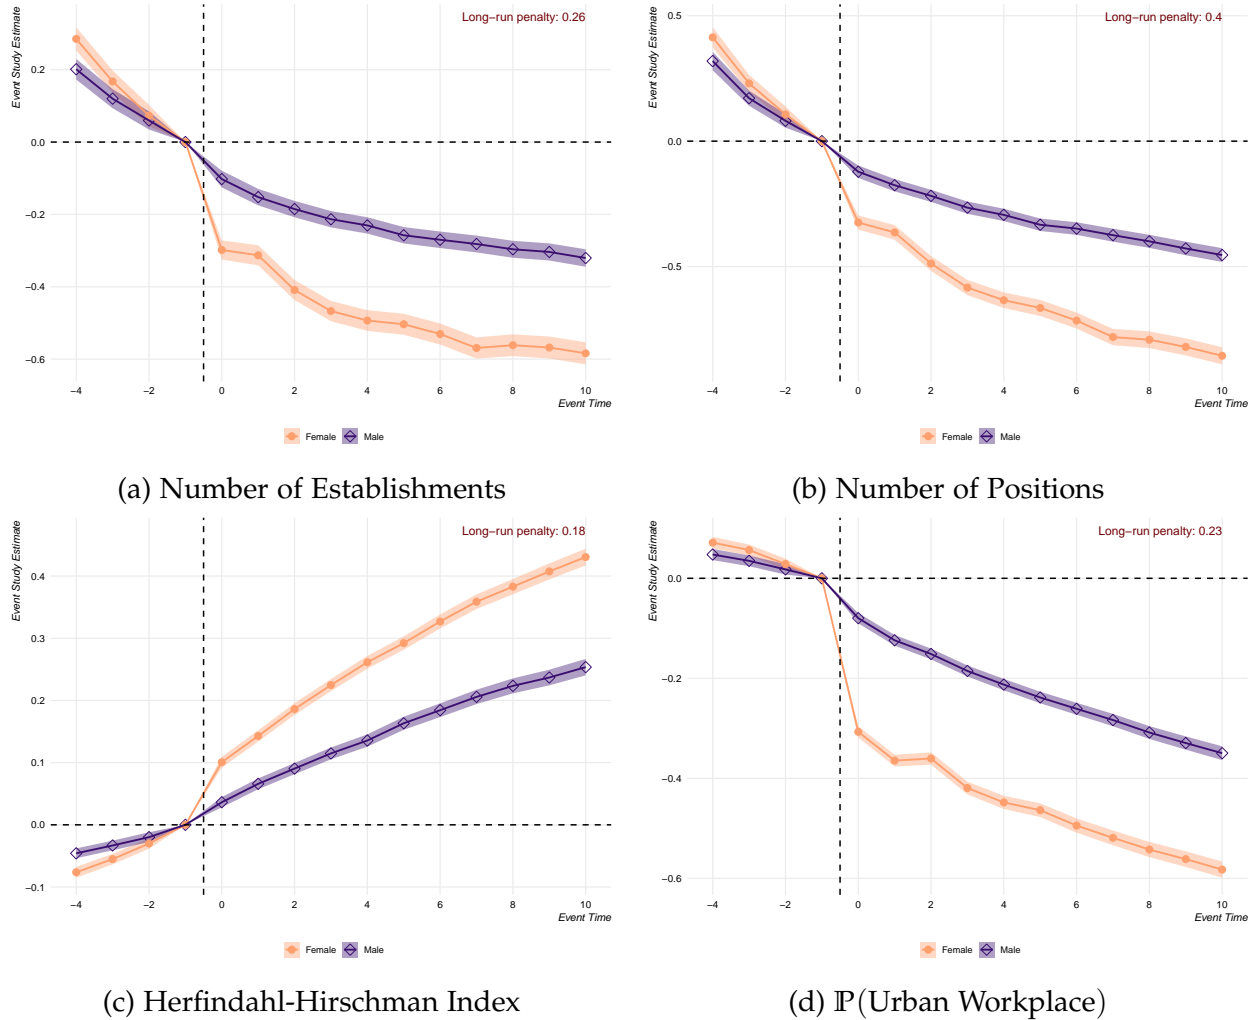 Long−run penalty: 0.26
Event Study Estimate
0.2
0.0
−0.2
−0.4
−0.6
−4 −2 0 2 4 6 8 10
Event Time
Female Male
(a) Number of Establishments
Long−run penalty: 0.4
Event Study Estimate
0.5
0.0
−0.5
−4 −2 0 2 4 6 8 10
Event Time
Female Male
(b) Number of Positions
Long−run penalty: 0.18
Event Study Estimate
0.4
0.3
0.2
0.1
0.0
−0.1
−4 −2 0 2 4 6 8 10
Event Time
Female Male
(c) Herfindahl-Hirschman Index
Long−run penalty: 0.23
Event Study Estimate
0.0
−0.2
−0.4
−0.6
−4 −2 0 2 4 6 8 10
Event Time
Female Male
(d) ℙ(Urban Workplace)